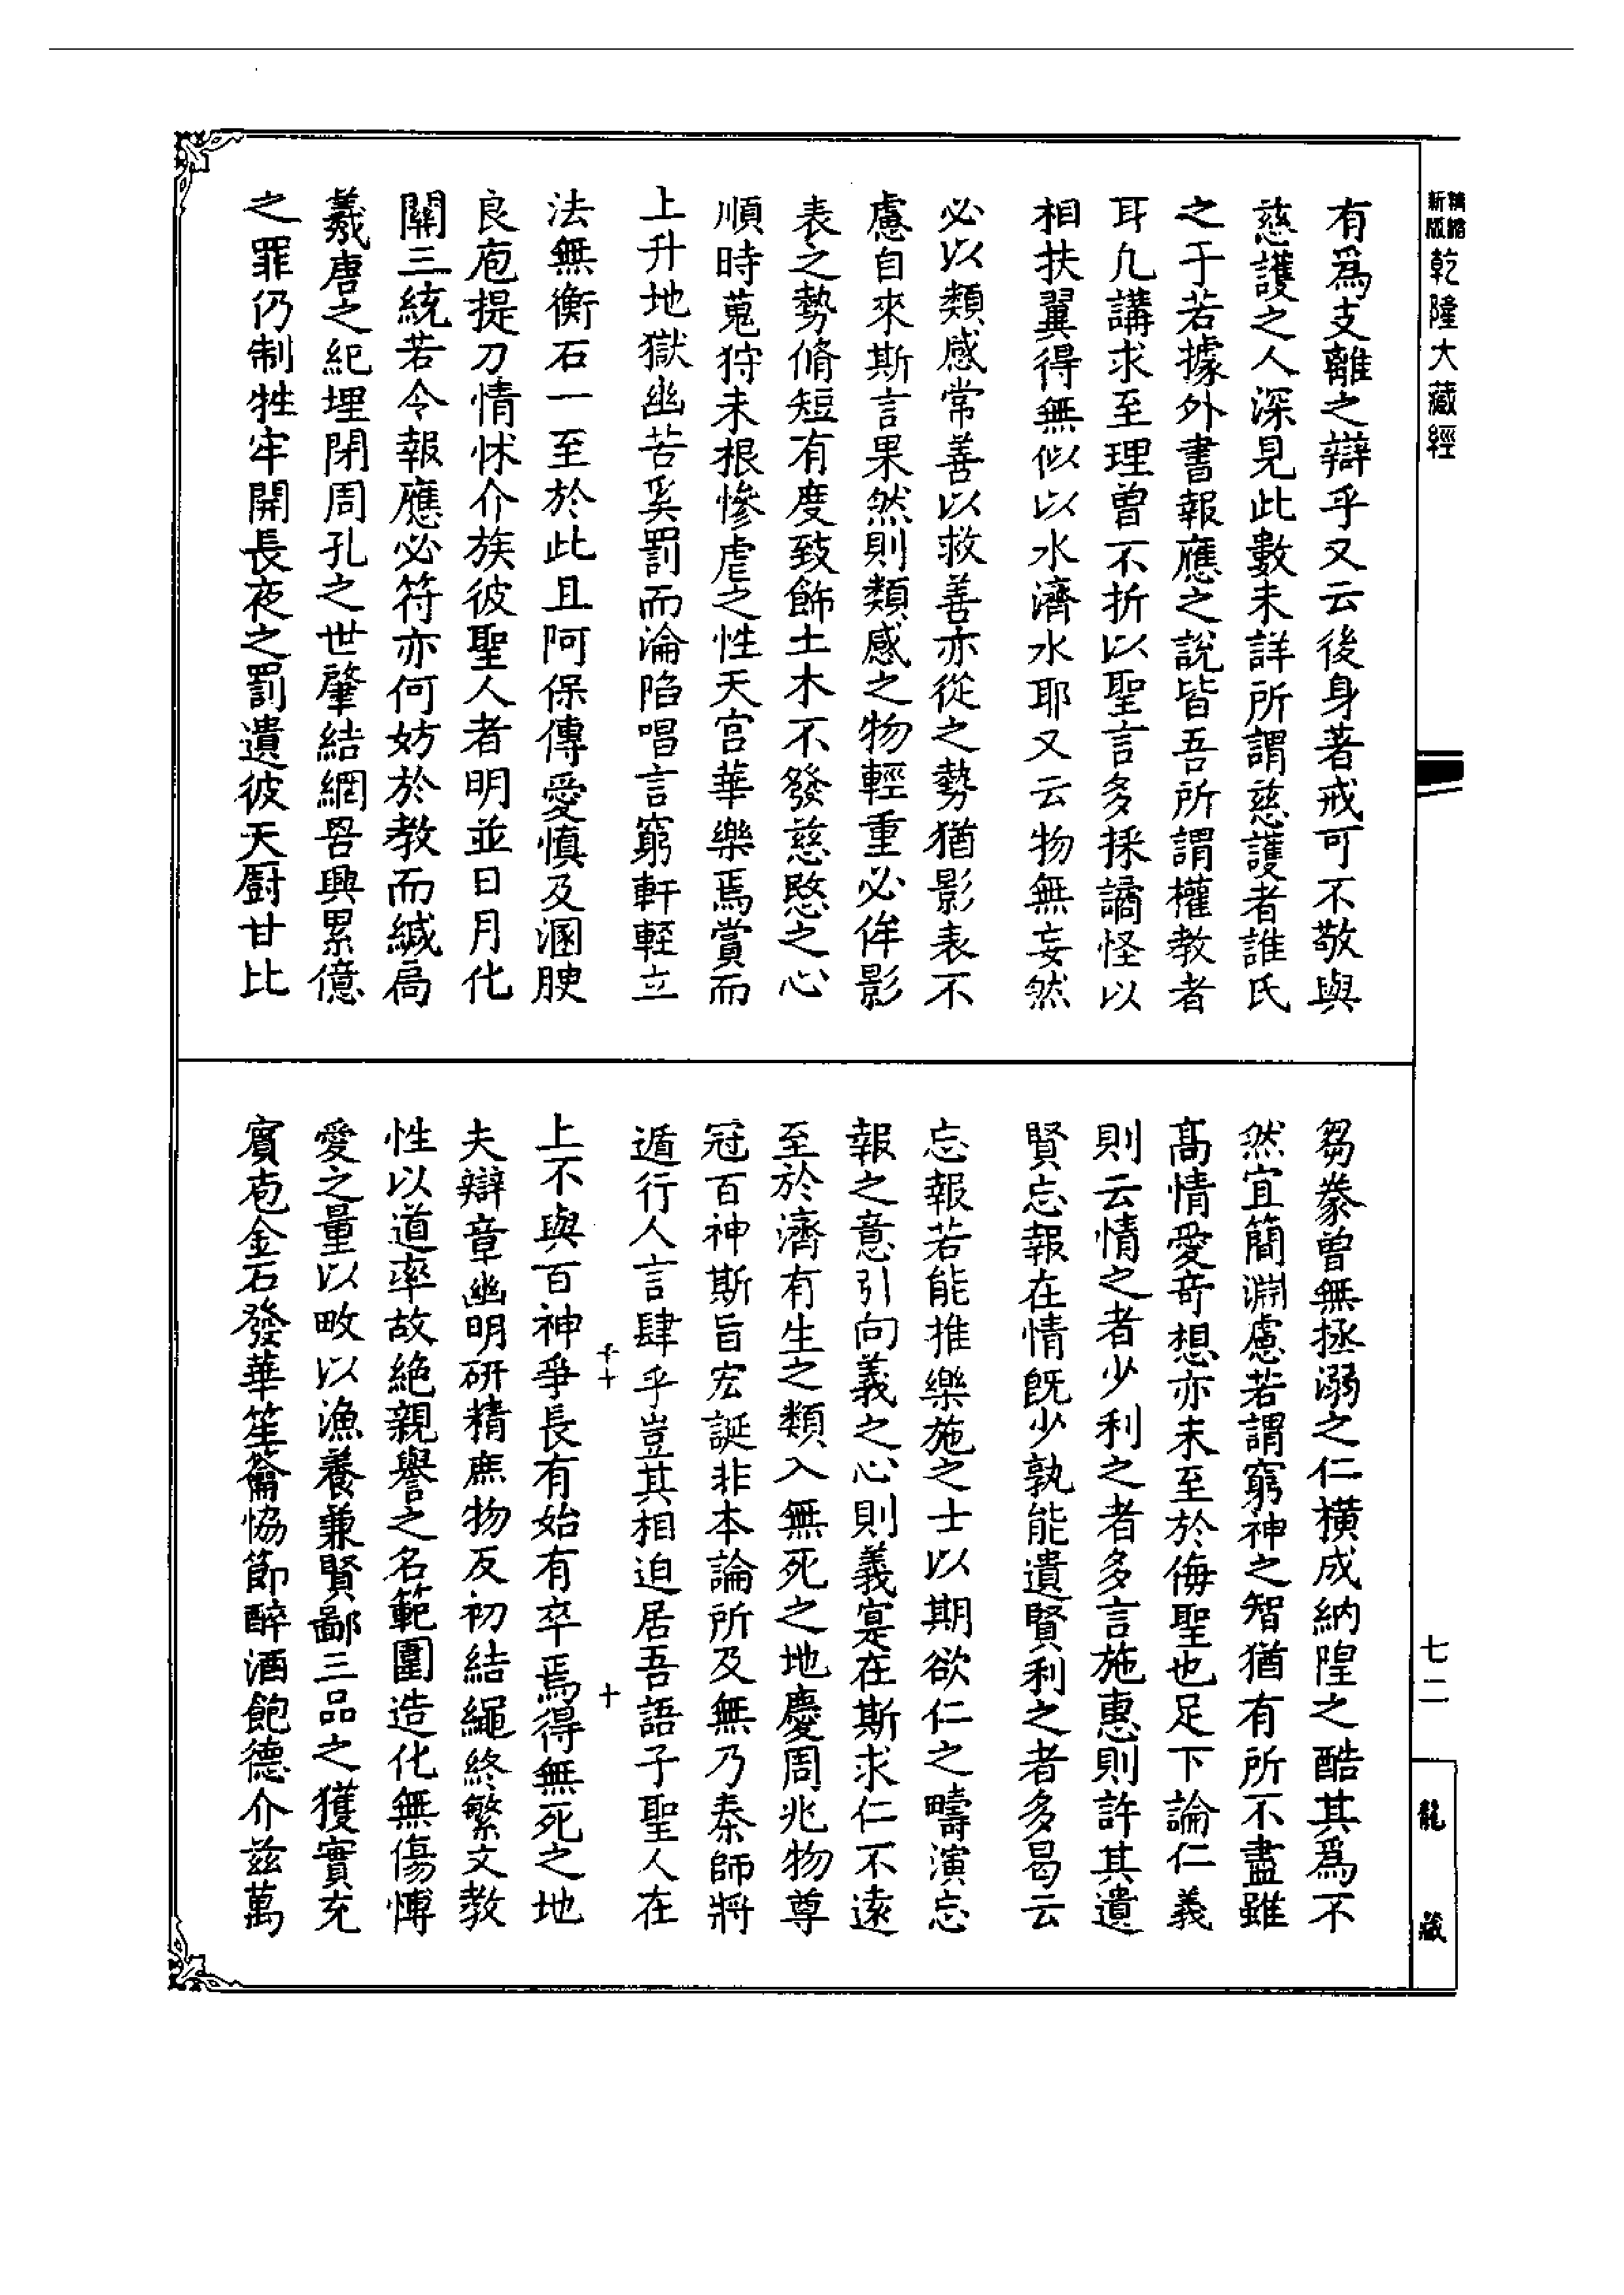 精縮新版乾隆大藏經
有爲支離之辯乎又云後身著戒可不敬與
慈護之人深見此數未詳所謂慈護者誰氏
之子若據外書報應之說皆吾所謂權教者
耳凡講求至理曾不折以聖言多採譎怪以
相扶翼得無似以水濟水耶又云物無妄然
必以類感常善以救善亦從之勢猶影表不
慮自來斯言果然則類感之物輕重必侔影
表之勢脩短有度致飾土木不發慈愍之心
順時蒐狩未根慘虐之性天宮華樂焉賞而
上升地獄幽苦奚罰而淪陷唱言窮軒輊立
法無衡石一至於此且阿保傳愛慎及溷腴
良庖提刀情怵介族彼聖人者明並日月化
關三統若令報應必符亦何妨於教而緘扃
羲唐之紀埋閉周孔之世肇結網罟興累億
之罪仍制牲牢開長夜之罰遺彼天廚甘比
芻豢曾無拯溺之仁橫成納隍之酷其爲不
然宜簡淵慮若謂窮神之智猶有所不盡雖
高情愛奇想亦未至於侮聖也足下論仁義
則云情之者少利之者多言施惠則許其遺
賢忘報在情既少孰能遺賢利之者多曷云
忘報若能推樂施之士以期欲仁之疇演忘
報之意引向義之心則義寔在斯求仁不遠
至於濟有生之類入無死之地慶周兆物尊
冠百神斯旨宏誕非本論所及無乃秦師將
遁行人言肆乎豈其相迫居吾語子聖人在
上不與百神爭長有始有卒焉得無死之地
夫辯章幽明研精庶物反初結繩終繁文教
性以道率故絶親譽之名範圍造化無傷愽
愛之量以畋以漁養兼賢鄙三品之獲實充
賓庖金石發華笙籥恊節醉酒飽德介茲萬
千十
十
七二
龍藏